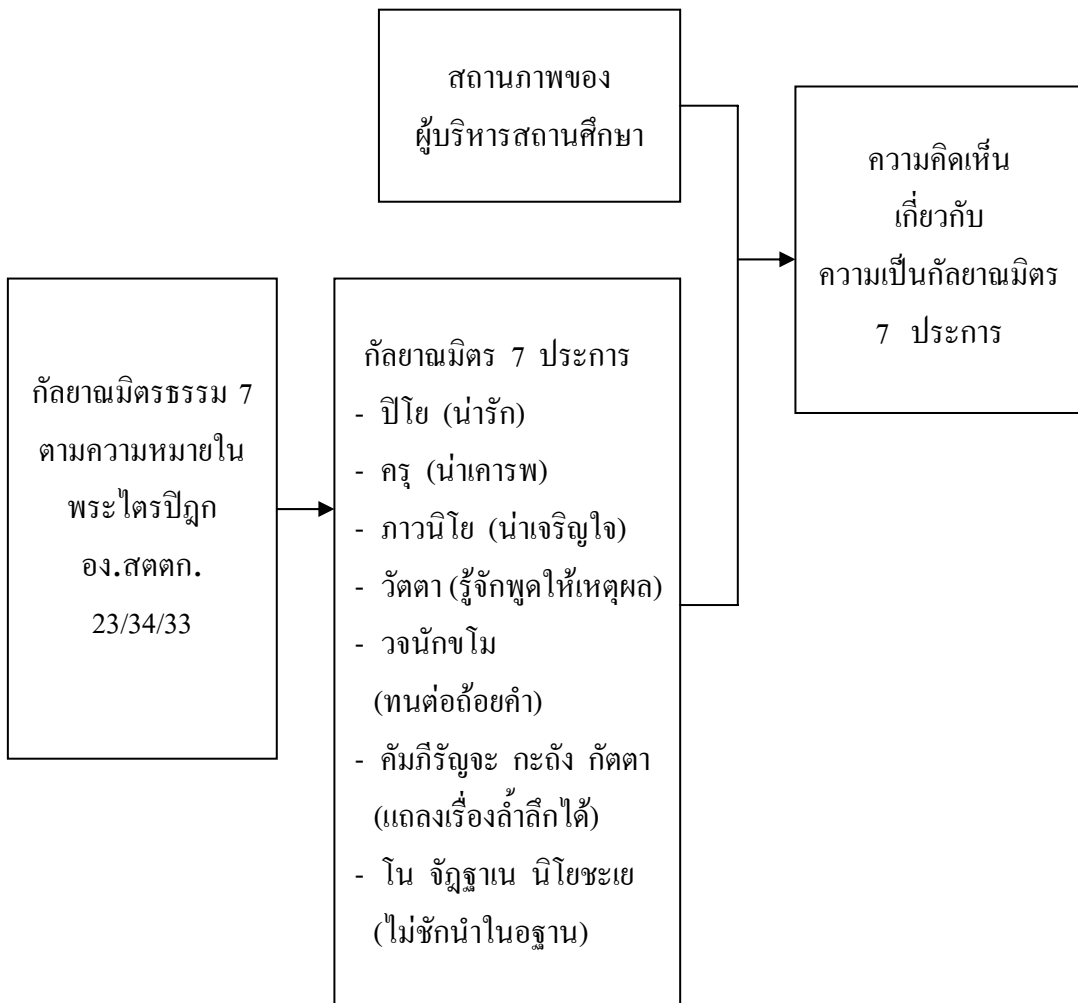 สถานภาพของ
ผู้บริหารสถานศึกษา
ความคิดเห็น
เกี่ยวกับ
ความเป็นกัลยาณมิตร
7 ประการ
กัลยาณมิตรธรรม 7
ตามความหมายใน
พระไตรปิฎก
อง.สตตก.
23/34/33
กัลยาณมิตร 7 ประการ
- ปิโย (น่ารัก)
- ครุ (น่าเคารพ)
- ภาวนิโย (น่าเจริญใจ)
- วัตตา (รู้จักพูดให้เหตุผล)
- วจนักขโม
(ทนต่อถ้อยคำ)
- คัมภีรัญจะ กะถัง กัตตา
(แถลงเรื่องล้ำลึกได้)
- โน จัฎฐาเน นิโยชะเย
(ไม่ชักนำในอฐาน)